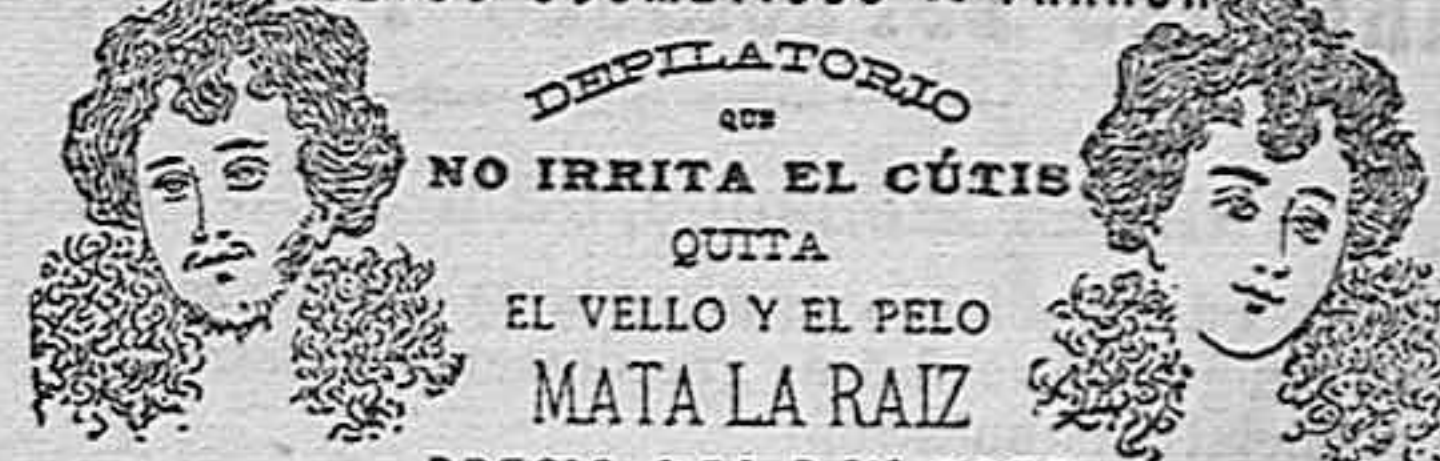 DEPILATORIO
QUE
NO IRRITA EL CÚTIS
QUITA
EL VELLO Y EL PELO
MATA LA RAIZ